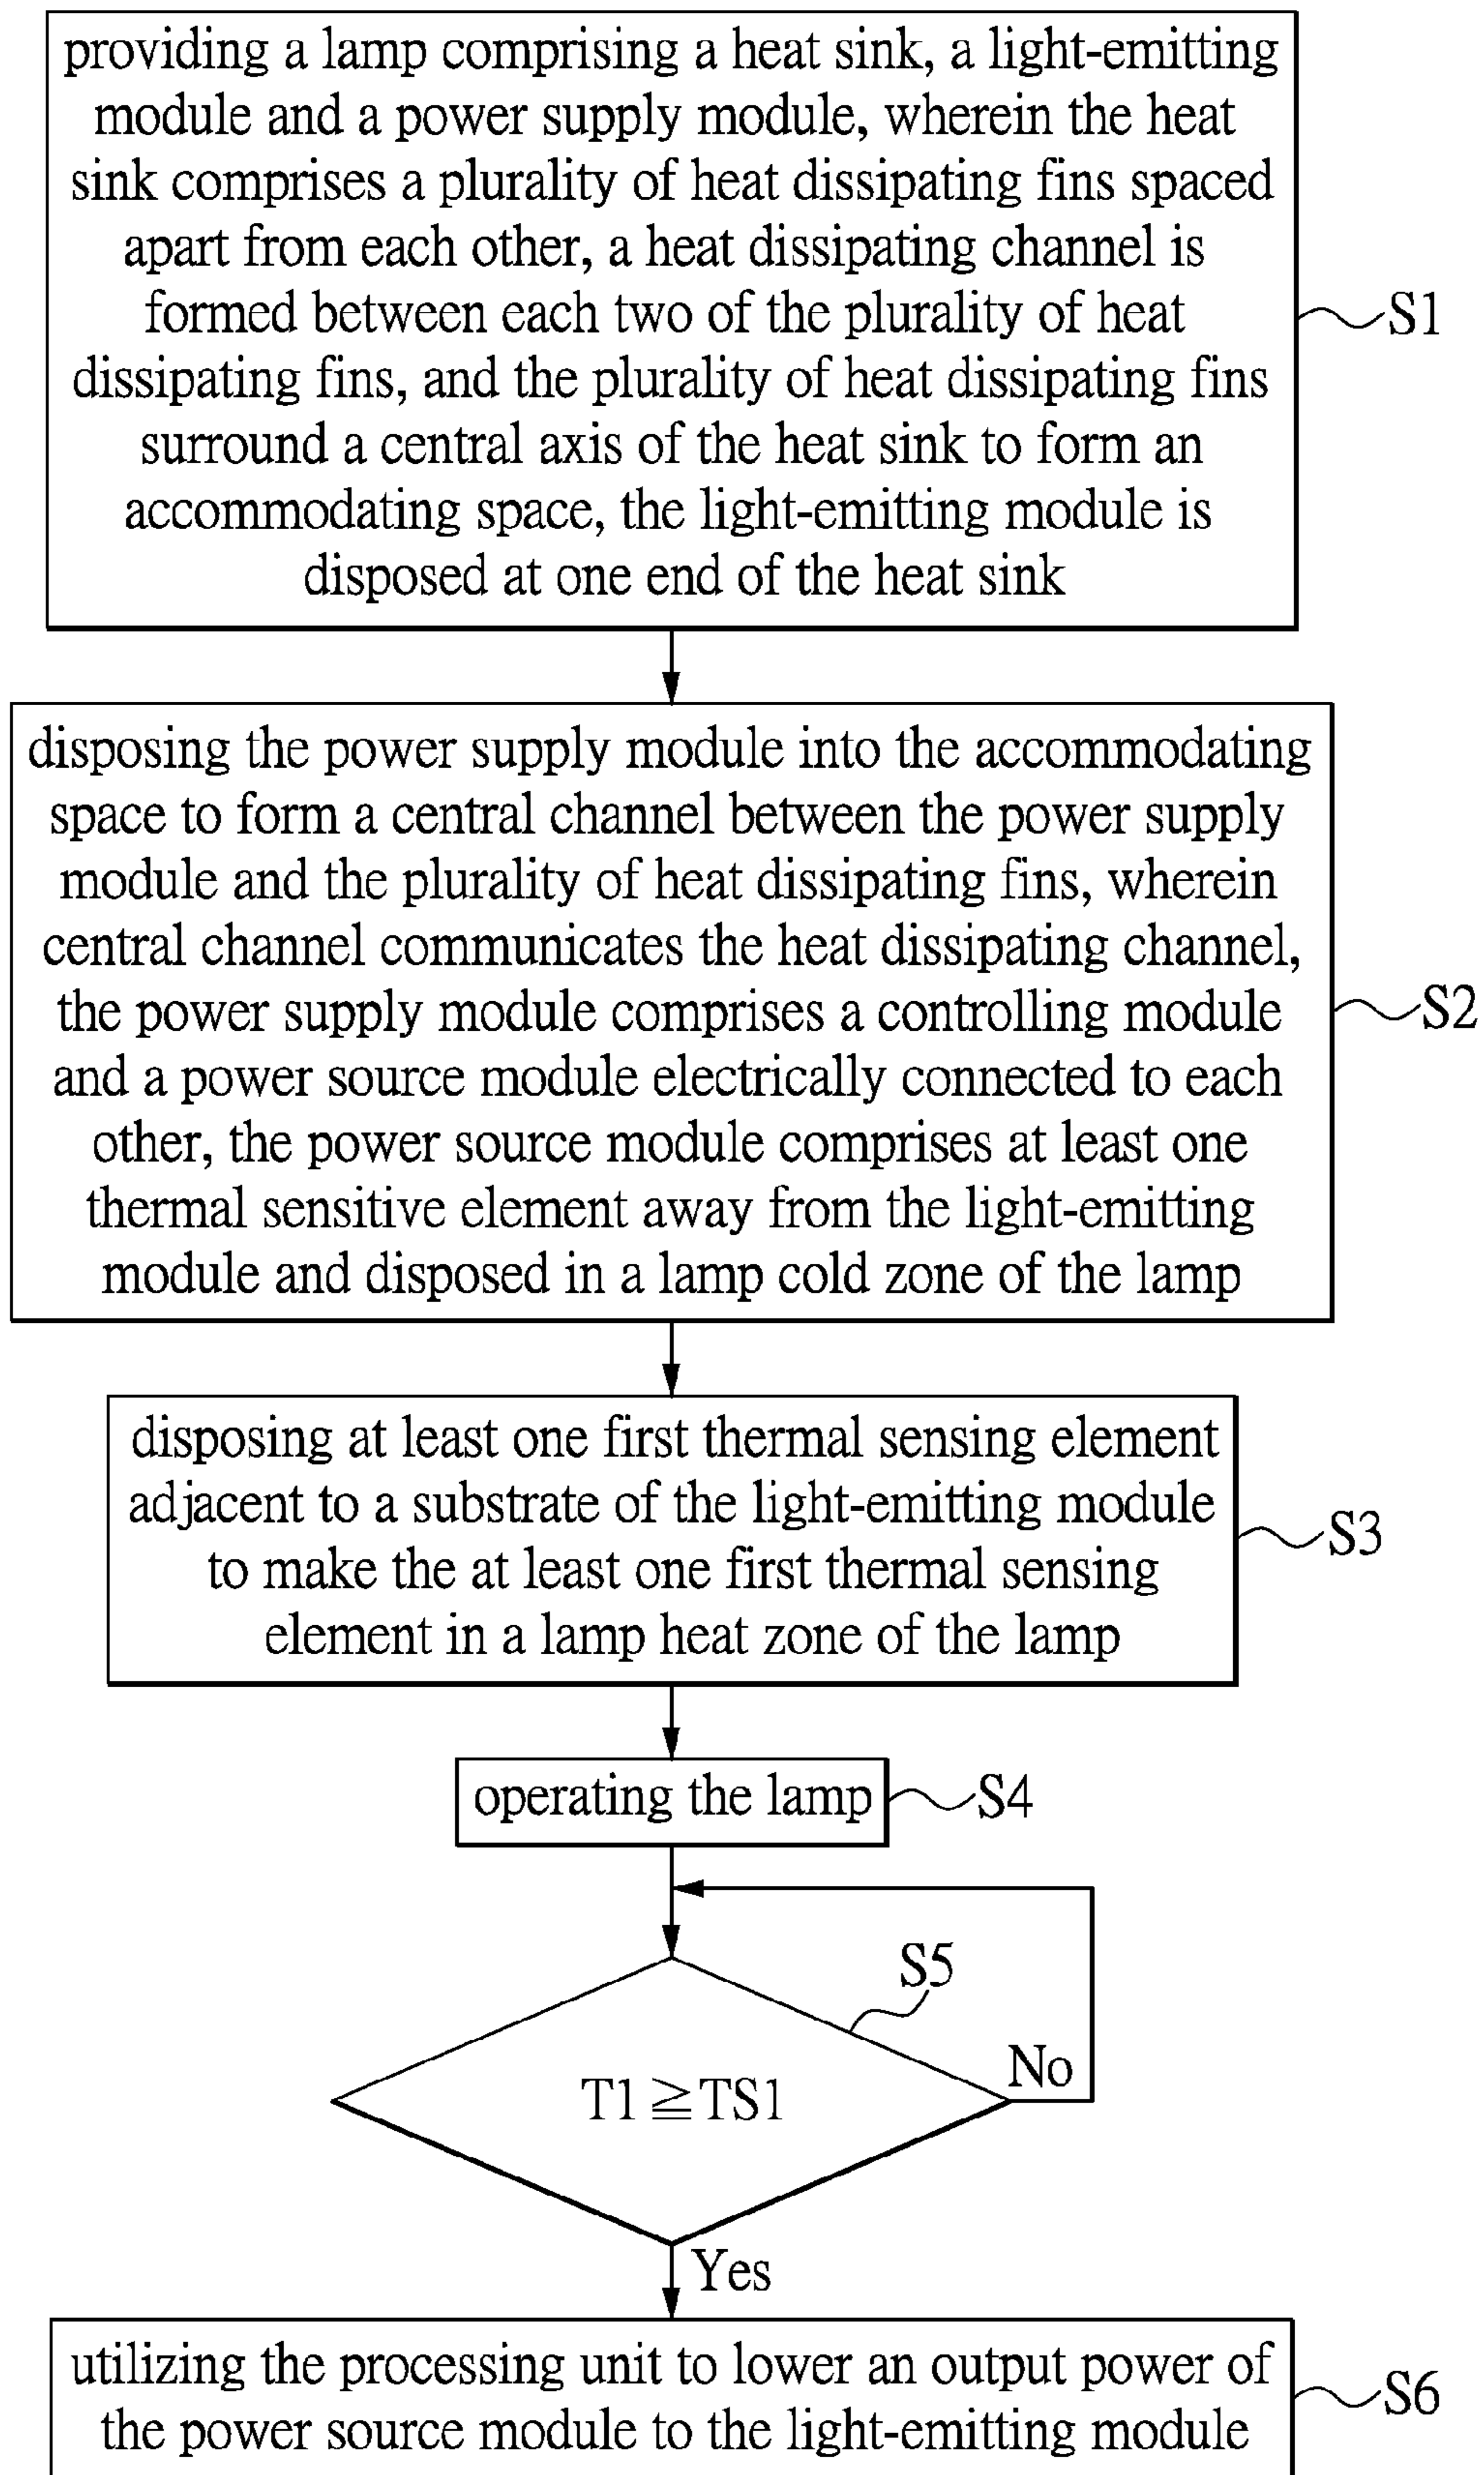 providing a lamp comprising a heat sink, a light-emitting
module and a power supply module, wherein the heat
sink comprises a plurality of heat dissipating fins spaced
apart from each other, a heat dissipating channel is
formed between each two of the plurality of heat
dissipating fins, and the plurality of heat dissipating fins
surround a central axis of the heat sink to form an
accommodating space, the light-emitting module is
disposed at one end of the heat sink
S1
disposing the power supply module into the accommodating
space to form a central channel between the power supply
module and the plurality of heat dissipating fins, wherein
central channel communicates the heat dissipating channel,
the power supply module comprises a controlling module
and a power source module electrically connected to each
other, the power source module comprises at least one
thermal sensitive element away from the light-emitting
module and disposed in a lamp cold zone of the lamp
S2
disposing at least one first thermal sensing element
adjacent to a substrate of the light-emitting module
to make the at least one first thermal sensing
element in a lamp heat zone of the lamp
S3
operating the lamp
S4
S5
T1 ≧ TS1
No
Yes
utilizing the processing unit to lower an output power of
the power source module to the light-emitting module
S6